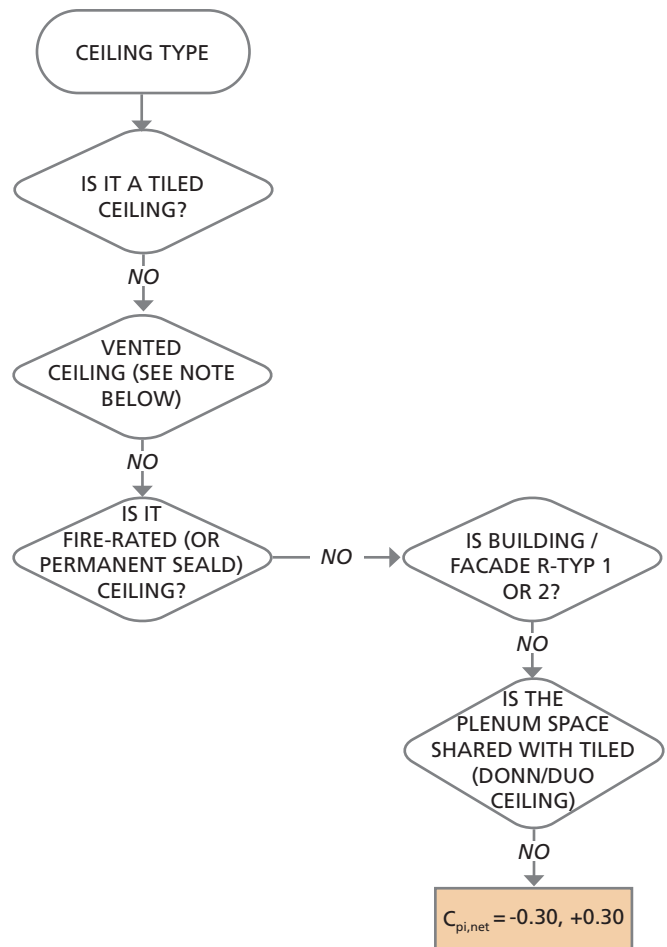 CEILING TYPE
IS IT A TILED
CEILING?
NO
VENTED
CEILING (SEE NOTE
BELOW)
NO
IS IT
FIRE-RATED (OR
PERMANENT SEALD)
CEILING?
NO
IS BUILDING /
FACADE R-TYP 1
OR 2?
NO
IS THE
PLENUM SPACE
SHARED WITH TILED
(DONN/DUO
CEILING)
NO
Cpi,net = -0.30, +0.30